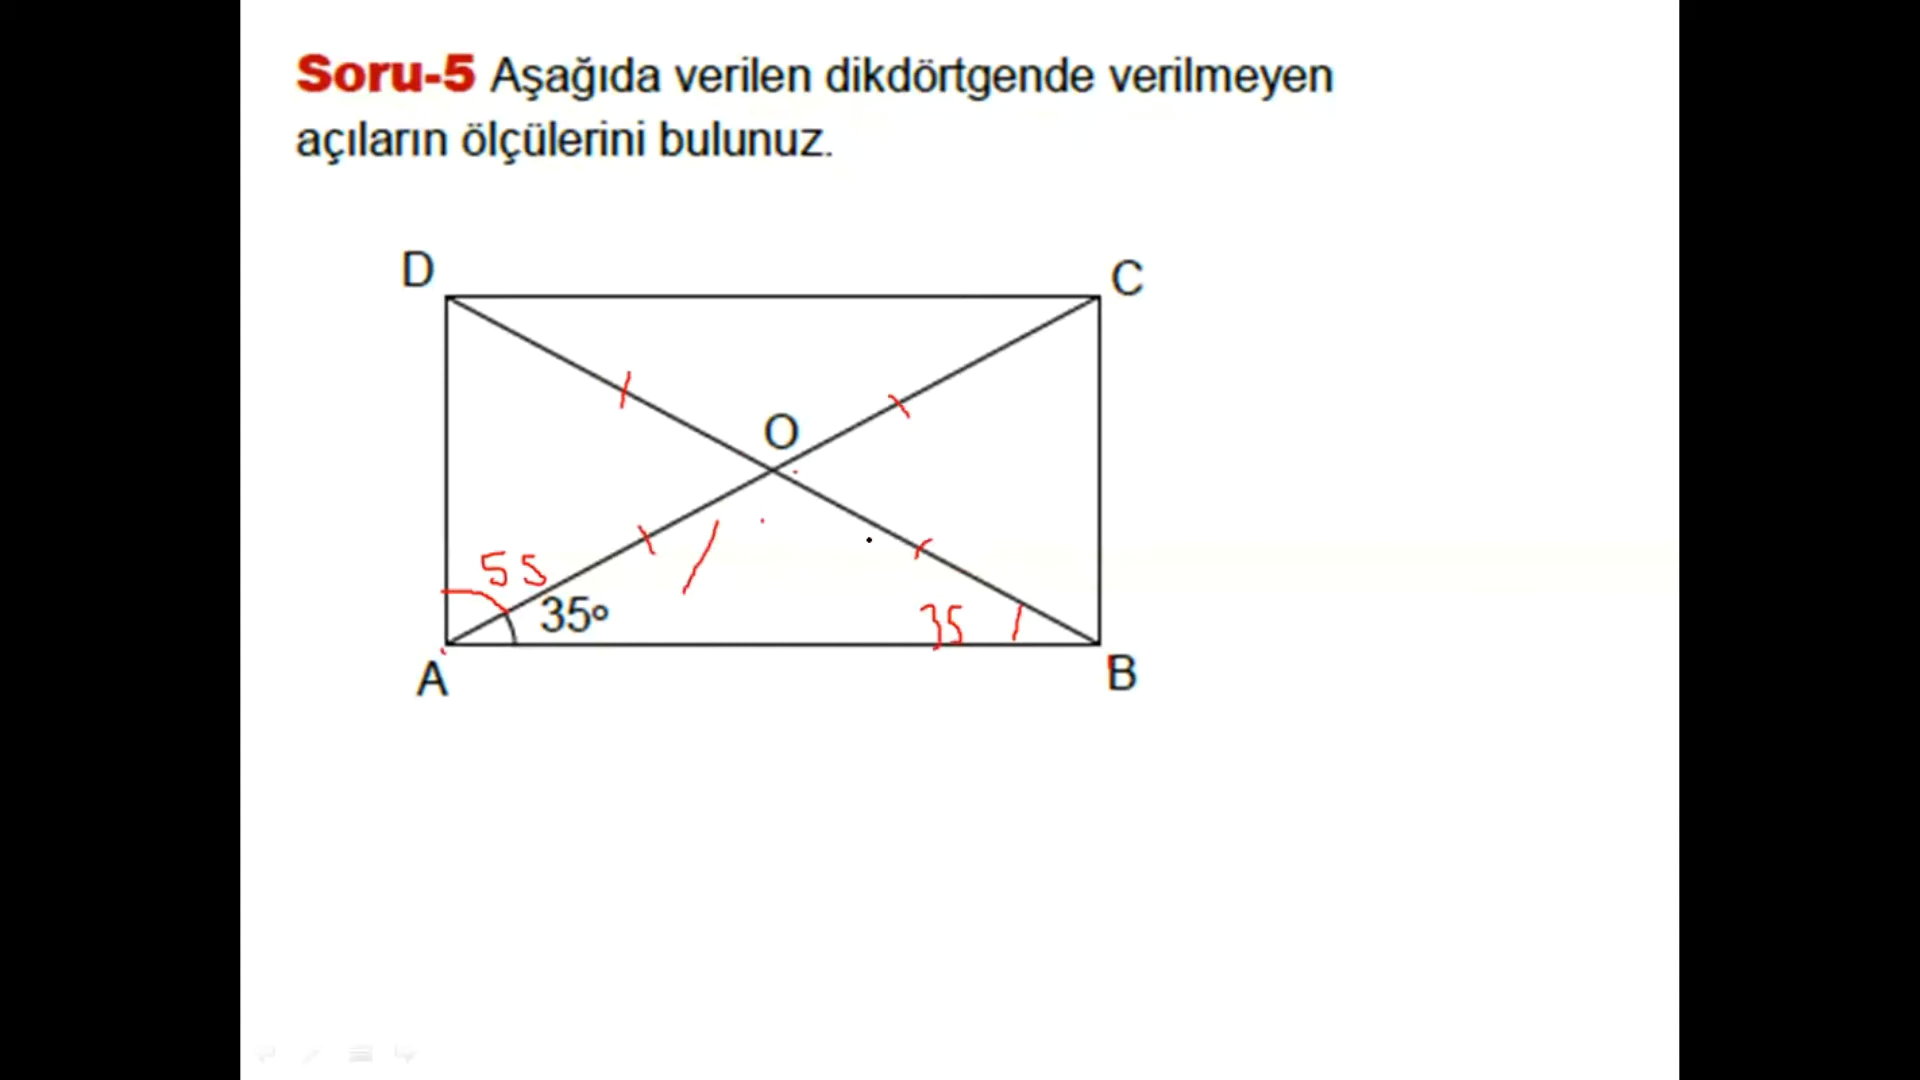 Soru-5 Aşağıda verilen dikdörtgende verilmeyen
açıların ölçülerini bulunuz.
D
C
O
55
35°
35
A
B